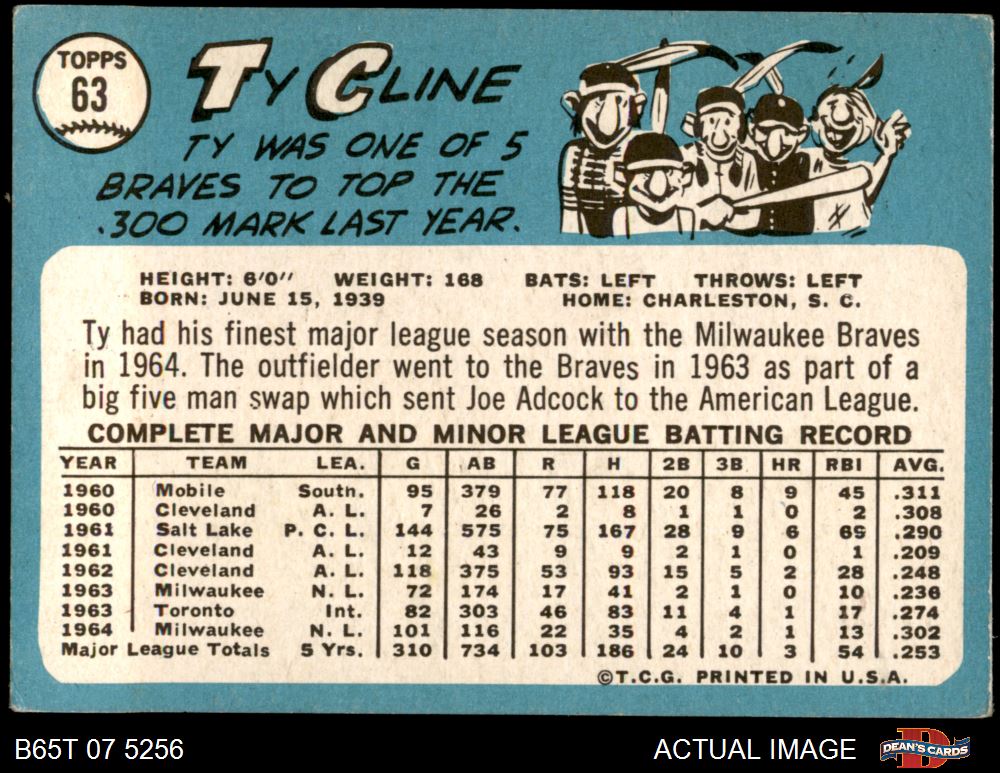 TOPPS
63
TY CLINE
TY WAS ONE OF 5
BRAVES TO TOP THE
.300 MARK LAST YEAR.
HEIGHT: 6'0" WEIGHT: 168 BATS: LEFT THROWS: LEFT
BORN: JUNE 15, 1939 HOME: CHARLESTON, S. C.
Ty had his finest major league season with the Milwaukee Braves
in 1964. The outfielder went to the Braves in 1963 as part of a
big five man swap which sent Joe Adcock to the American League.
COMPLETE MAJOR AND MINOR LEAGUE BATTING RECORD
YEAR TEAM LEA. G AB R H 2B 3B HR RBI AVG.
1960 Mobile South. 95 379 77 118 20 8 9 45 .311
1960 Cleveland A. L. 7 26 2 8 1 1 0 2 .308
1961 Salt Lake P. C. L. 144 575 75 167 28 9 6 69 .290
1961 Cleveland A. L. 12 43 9 9 2 1 0 1 .209
1962 Cleveland A. L. 118 375 53 93 15 5 2 28 .248
1963 Milwaukee N. L. 72 174 17 41 2 1 0 10 .236
1963 Toronto Int. 82 303 46 83 11 4 1 17 .274
1964 Milwaukee N. L. 101 116 22 35 4 2 1 13 .302
Major League Totals 5 Yrs. 310 734 103 186 24 10 3 54 .253
©T.C.G. PRINTED IN U.S.A.
B65T 07 5256 ACTUAL IMAGE DEAN'S CARDS